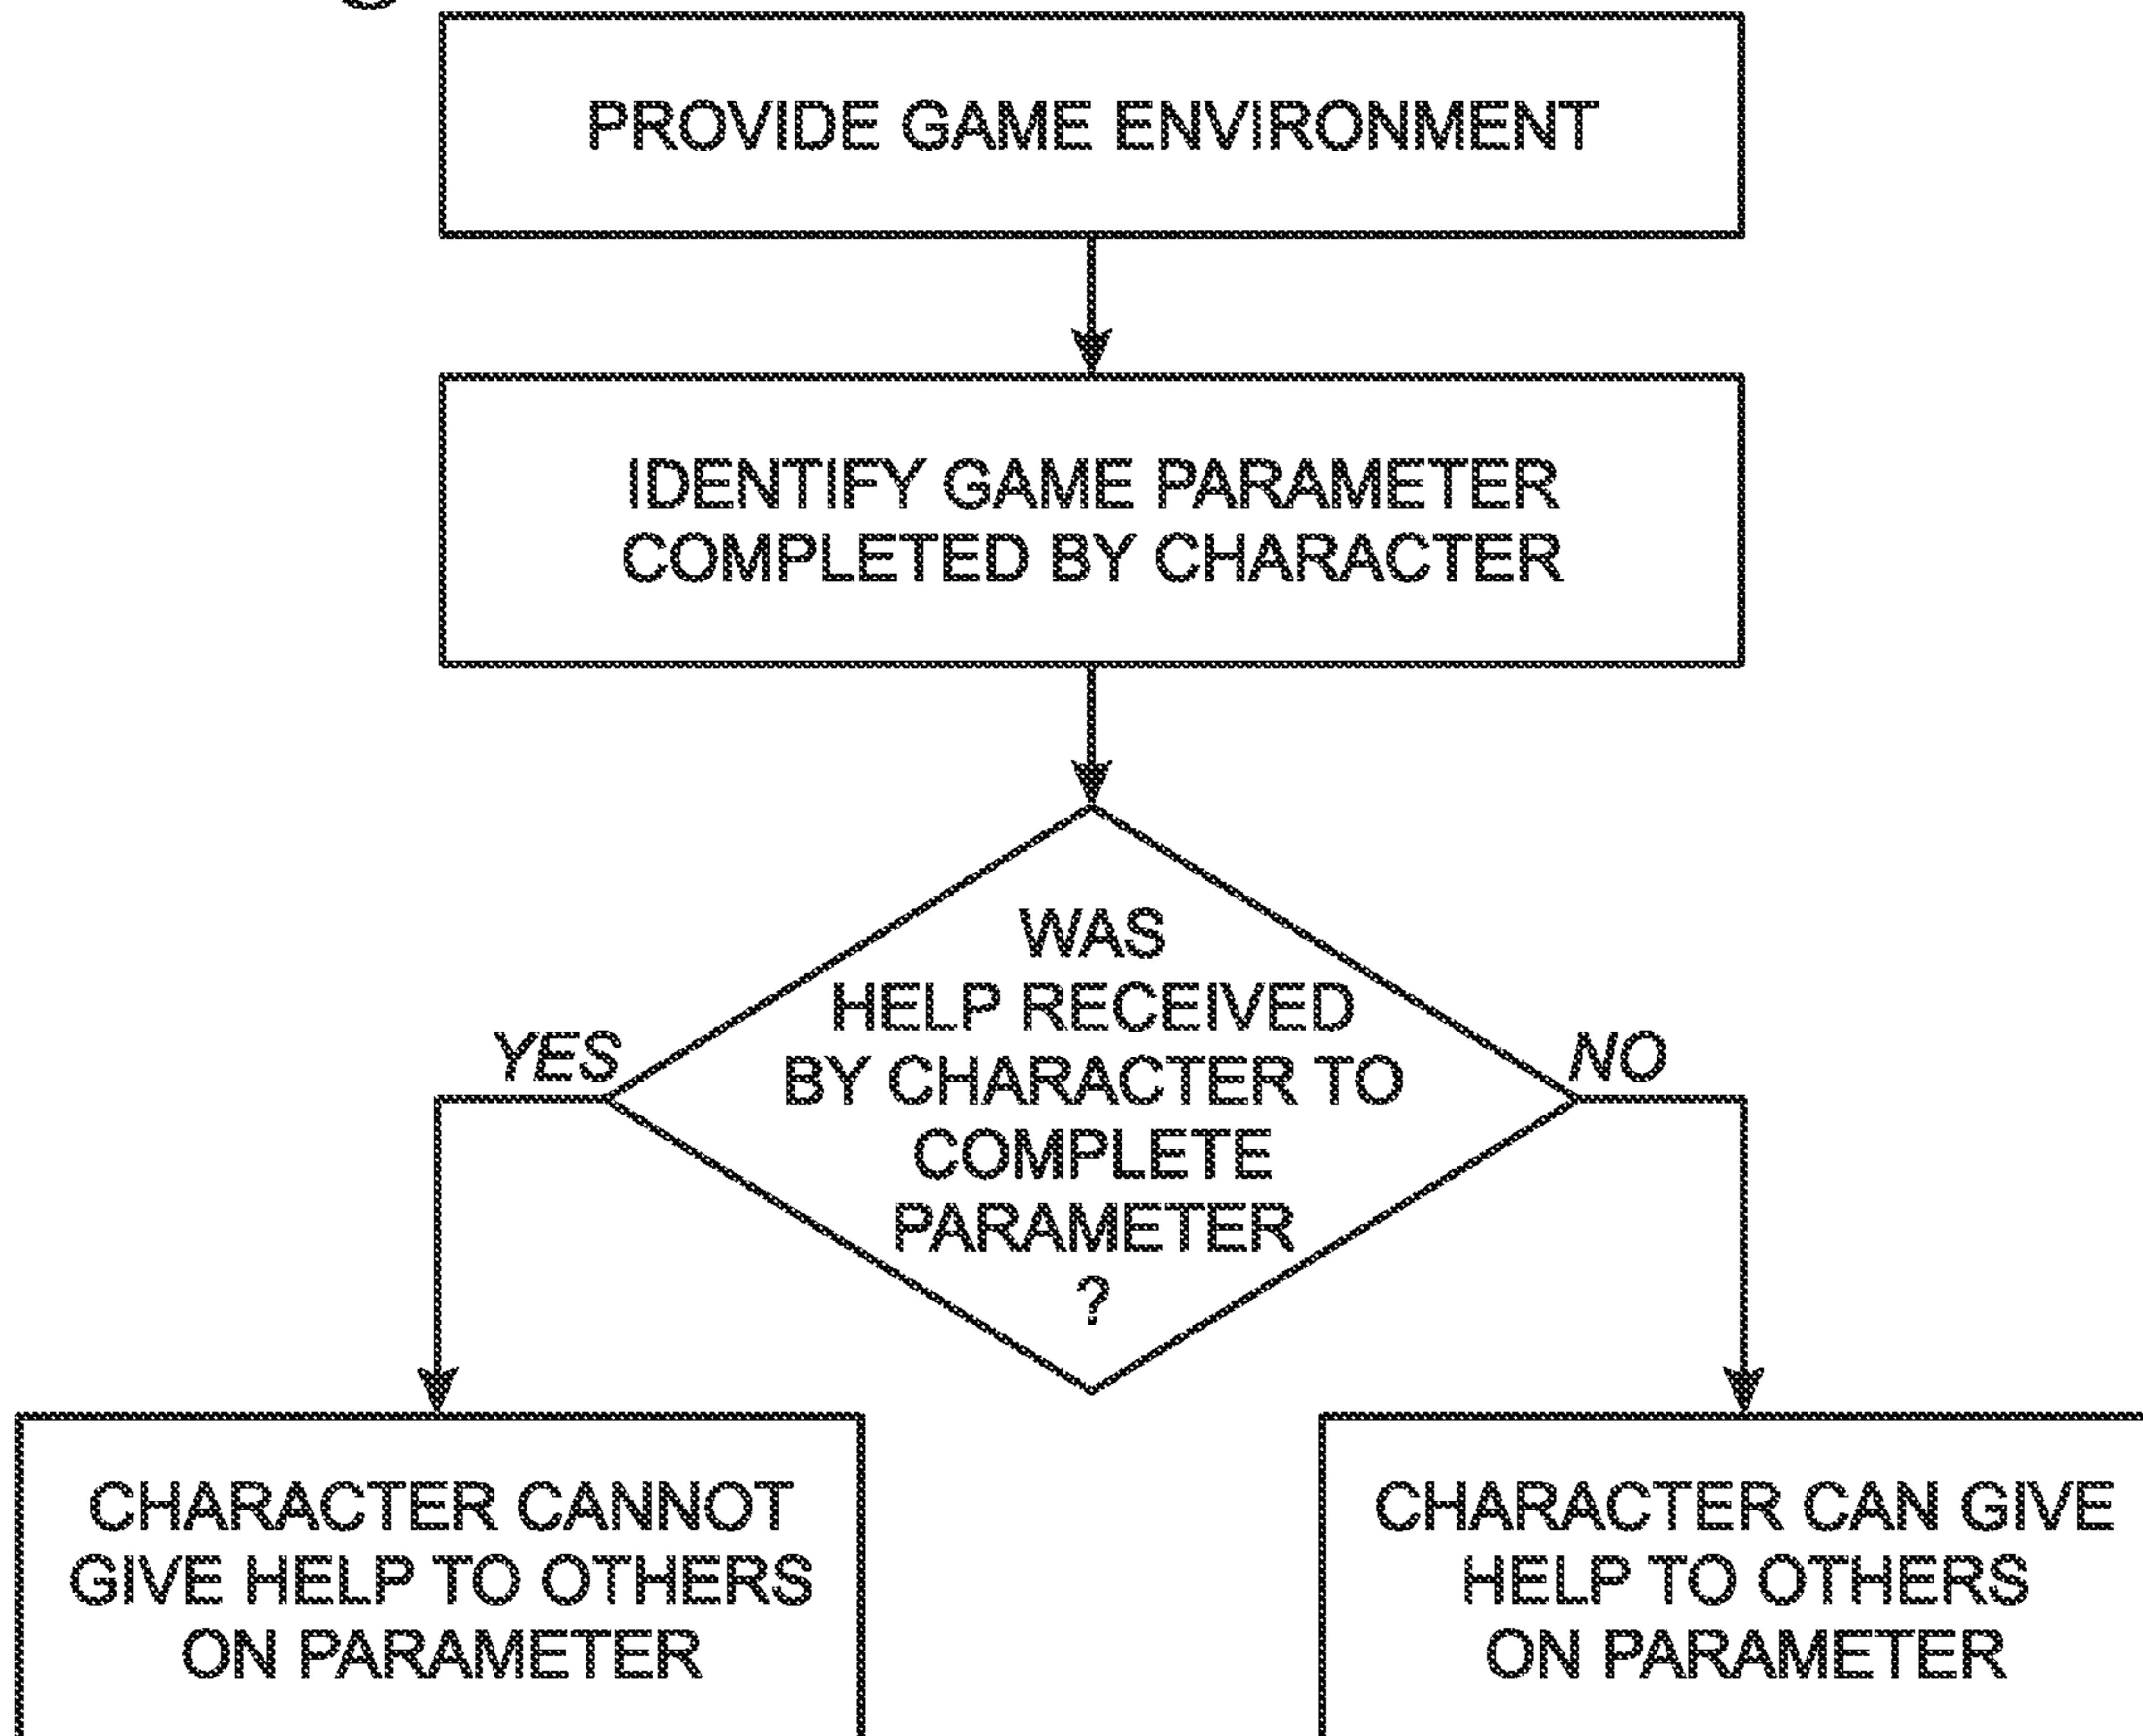 PROVIDE GAME ENVIRONMENT
IDENTIFY GAME PARAMETER
COMPLETED BY CHARACTER
WAS
HELP RECEIVED
BY CHARACTER TO
COMPLETE
PARAMETER
?
YES
NO
CHARACTER CANNOT
GIVE HELP TO OTHERS
ON PARAMETER
CHARACTER CAN GIVE
HELP TO OTHERS
ON PARAMETER